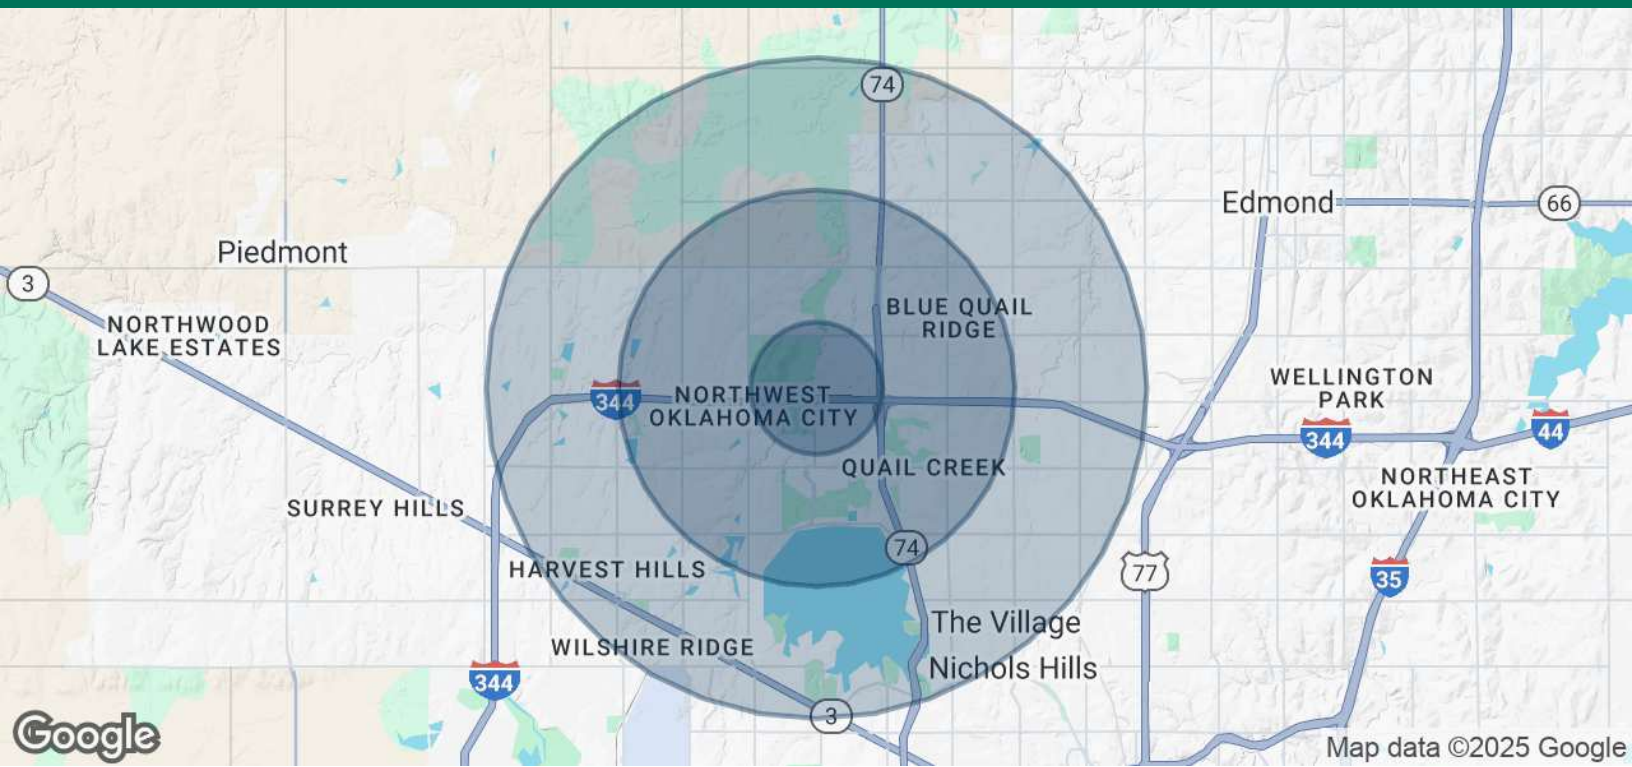 74
Edmond
66
Piedmont
3
BLUE QUAIL
RIDGE
NORTHWOOD
LAKE ESTATES
WELLINGTON
PARK
344
NORTHWEST
OKLAHOMA CITY
344
44
QUAIL CREEK
NORTHEAST
OKLAHOMA CITY
SURREY HILLS
74
HARVEST HILLS
77
35
The Village
WILSHIRE RIDGE
Nichols Hills
344
3
Google
Map data ©2025 Google